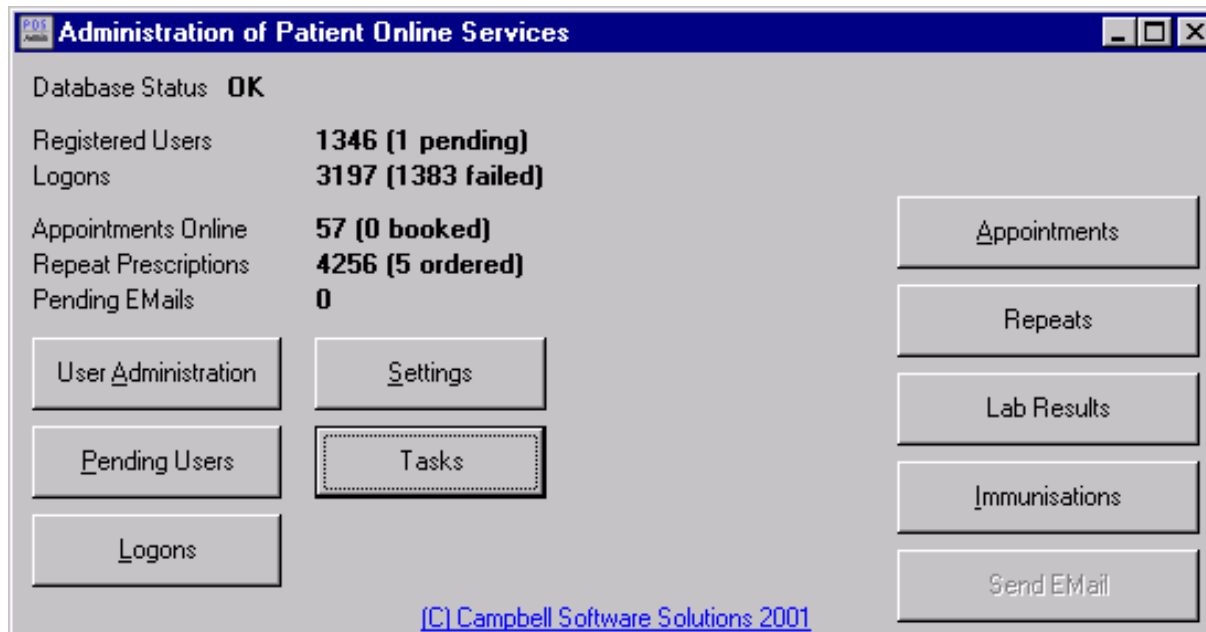 POS
Administration of Patient Online Services
Database Status OK
Registered Users 1346 (1 pending)
Logons 3197 (1383 failed)
Appointments Online 57 (0 booked)
Repeat Prescriptions 4256 (5 ordered)
Pending EMails 0
User Administration Settings
Pending Users Tasks
Logons
Appointments
Repeats
Lab Results
Immunisations
Send EMail
(C) Campbell Software Solutions 2001